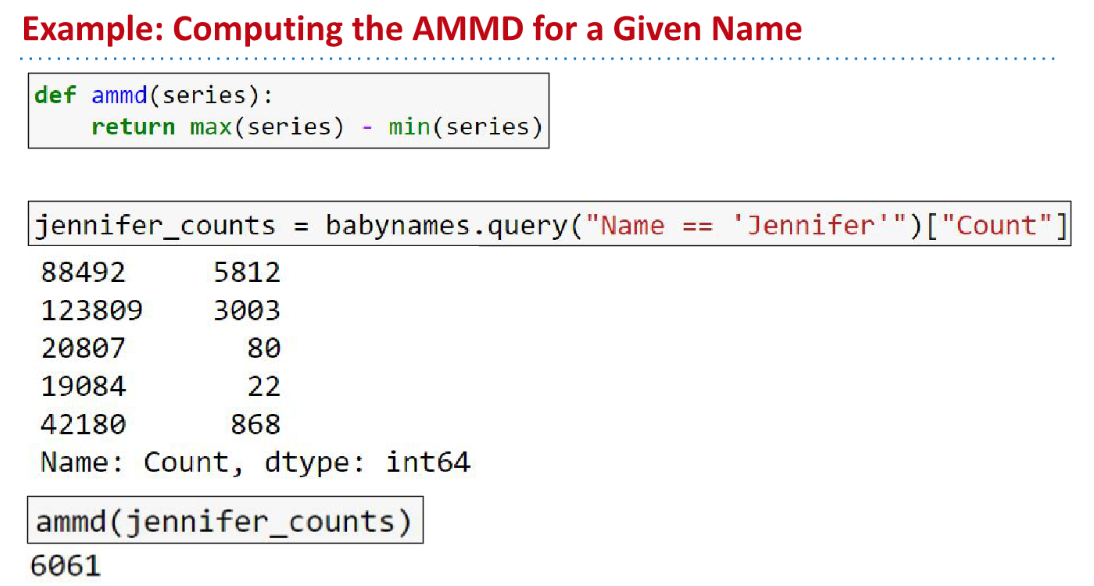 Example: Computing the AMMD for a Given Name
def ammd(series):
    return max(series) - min(series)
jennifer_counts = babynames.query("Name == 'Jennifer'")["Count"]
88492     5812
123809    3003
20807       80
19084       22
42180      868
Name: Count, dtype: int64
ammd(jennifer_counts)
6061